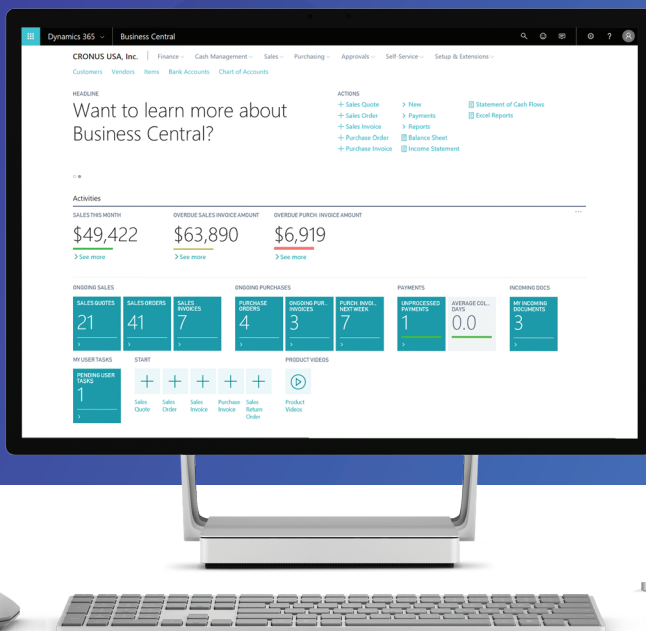 Dynamics 365
Business Central
?
CRONUS USA, Inc.
Finance
Cash Management
Sales
Purchasing
Approvals
Self-Service
Setup & Extensions
Customers
Vendors
Items
Bank Accounts
Chart of Accounts
HEADLINE
Want to learn more about
Business Central?
ACTIONS
+ Sales Quote
+ Sales Order
+ Sales Invoice
+ Purchase Order
+ Purchase Invoice
> New
> Payments
> Reports
Balance Sheet
Income Statement
Statement of Cash Flows
Excel Reports
Activities
...
SALES THIS MONTH
$49,422
> See more
OVERDUE SALES INVOICE AMOUNT
$63,890
> See more
OVERDUE PURCH. INVOICE AMOUNT
$6,919
> See more
ONGOING SALES
SALES QUOTES
21
SALES ORDERS
41
SALES
INVOICES
7
ONGOING PURCHASES
PURCHASE
ORDERS
4
ONGOING PUR...
INVOICES
3
PURCH. INVOI...
NEXT WEEK
7
PAYMENTS
UNPROCESSED
PAYMENTS
1
AVERAGE COL...
DAYS
0.0
INCOMING DOCS
MY INCOMING
DOCUMENTS
3
MY USER TASKS
PENDING USER
TASKS
1
START
Sales
Quote
Sales
Order
Sales
Invoice
Purchase
Invoice
Sales
Return
Order
PRODUCT VIDEOS
Product
Videos